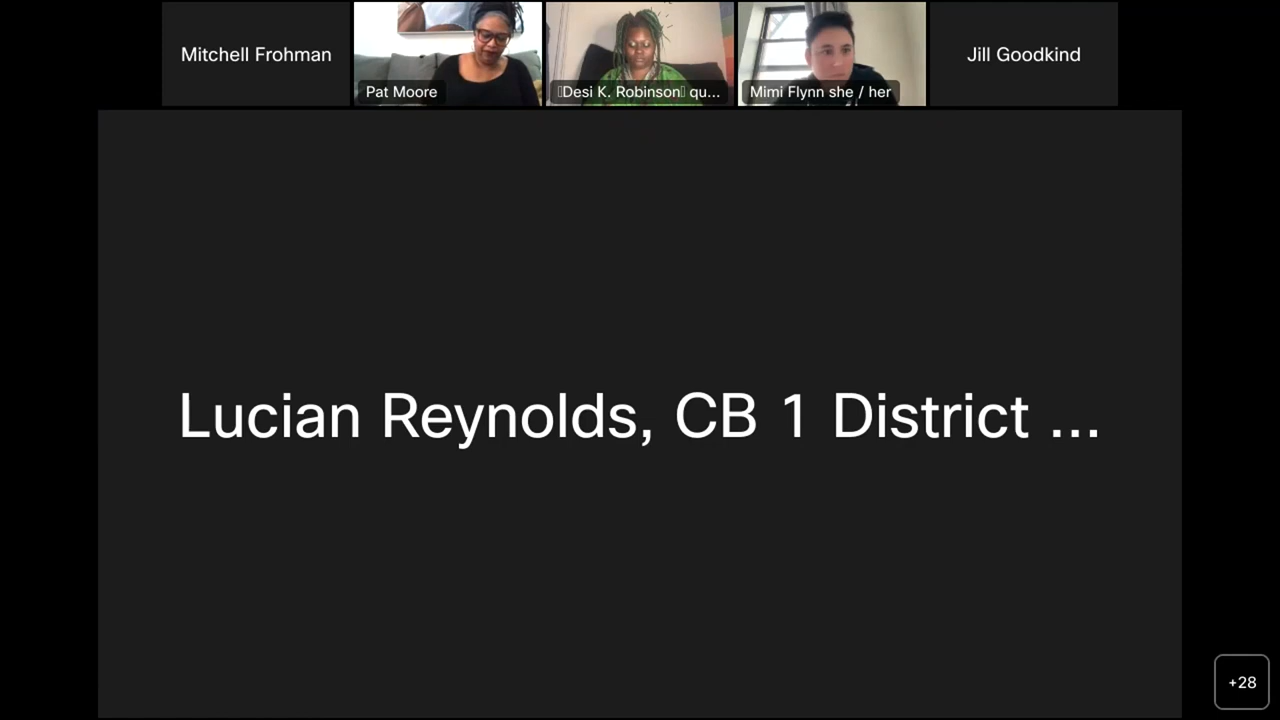 Mitchell Frohman
Pat Moore
Desi K. Robinson qu...
Mimi Flynn she / her
Jill Goodkind
Lucian Reynolds, CB 1 District ...
+28